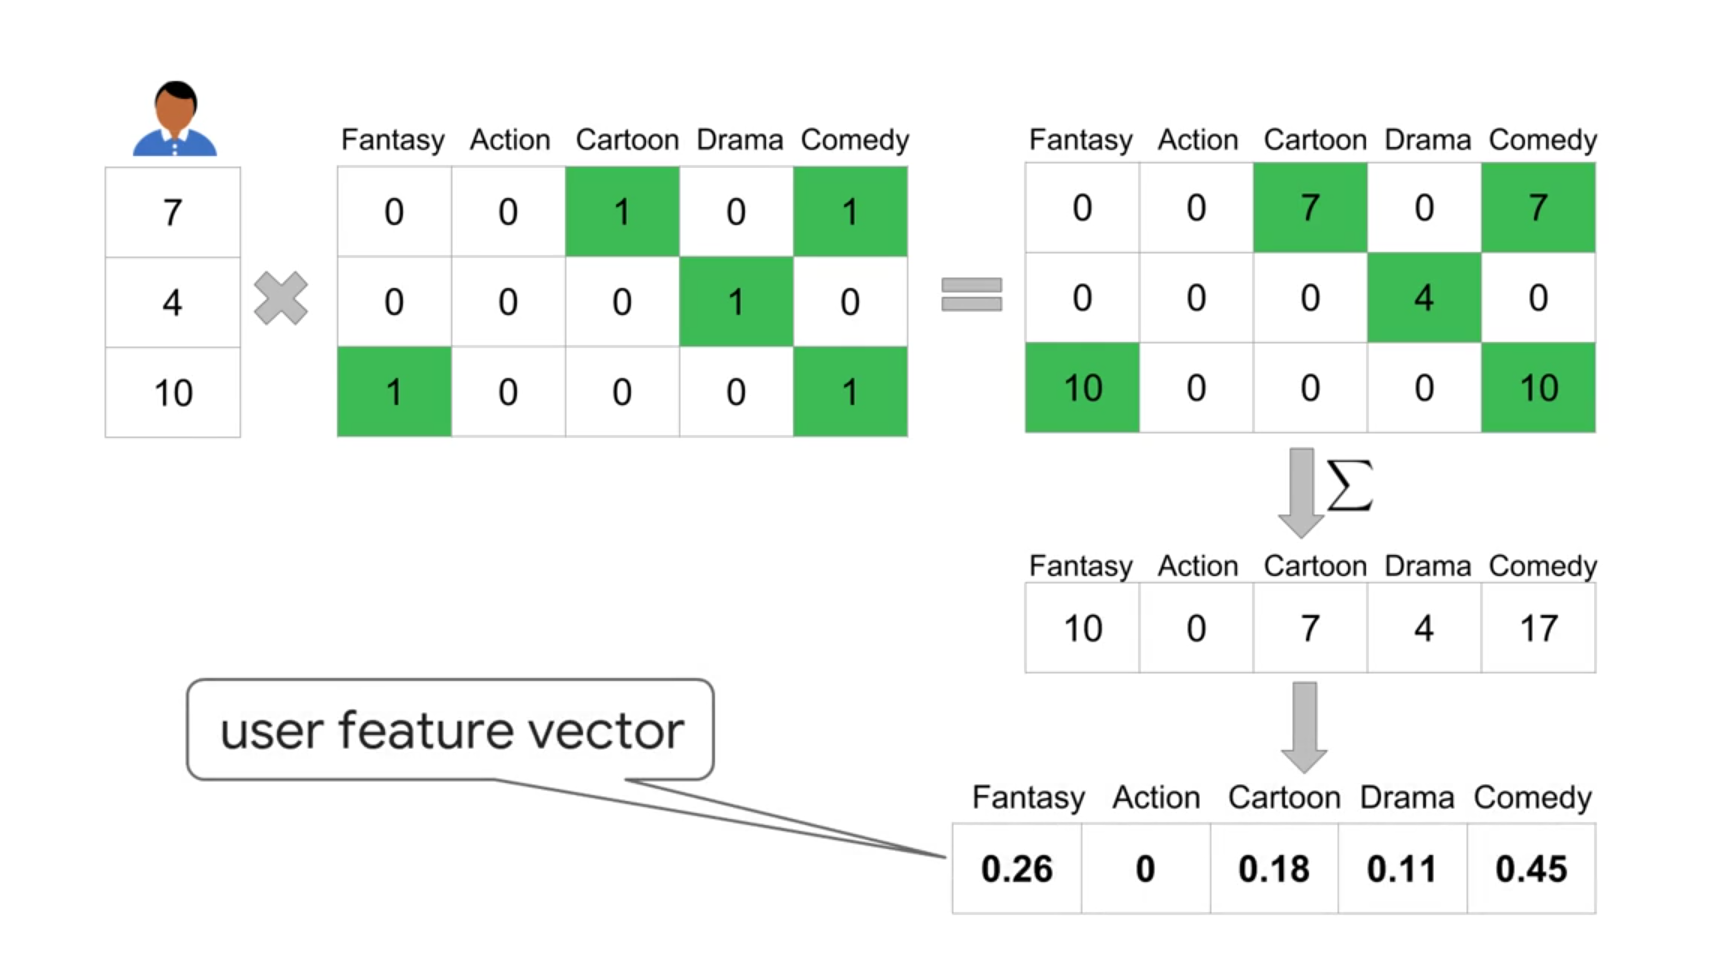 Fantasy Action Cartoon Drama Comedy
7 0 0 1 0 1
4 0 0 0 1 0
10 1 0 0 0 1
Fantasy Action Cartoon Drama Comedy
0 0 7 0 7
0 0 0 4 0
10 0 0 0 10
∑
Fantasy Action Cartoon Drama Comedy
10 0 7 4 17
user feature vector
Fantasy Action Cartoon Drama Comedy
0.26 0 0.18 0.11 0.45